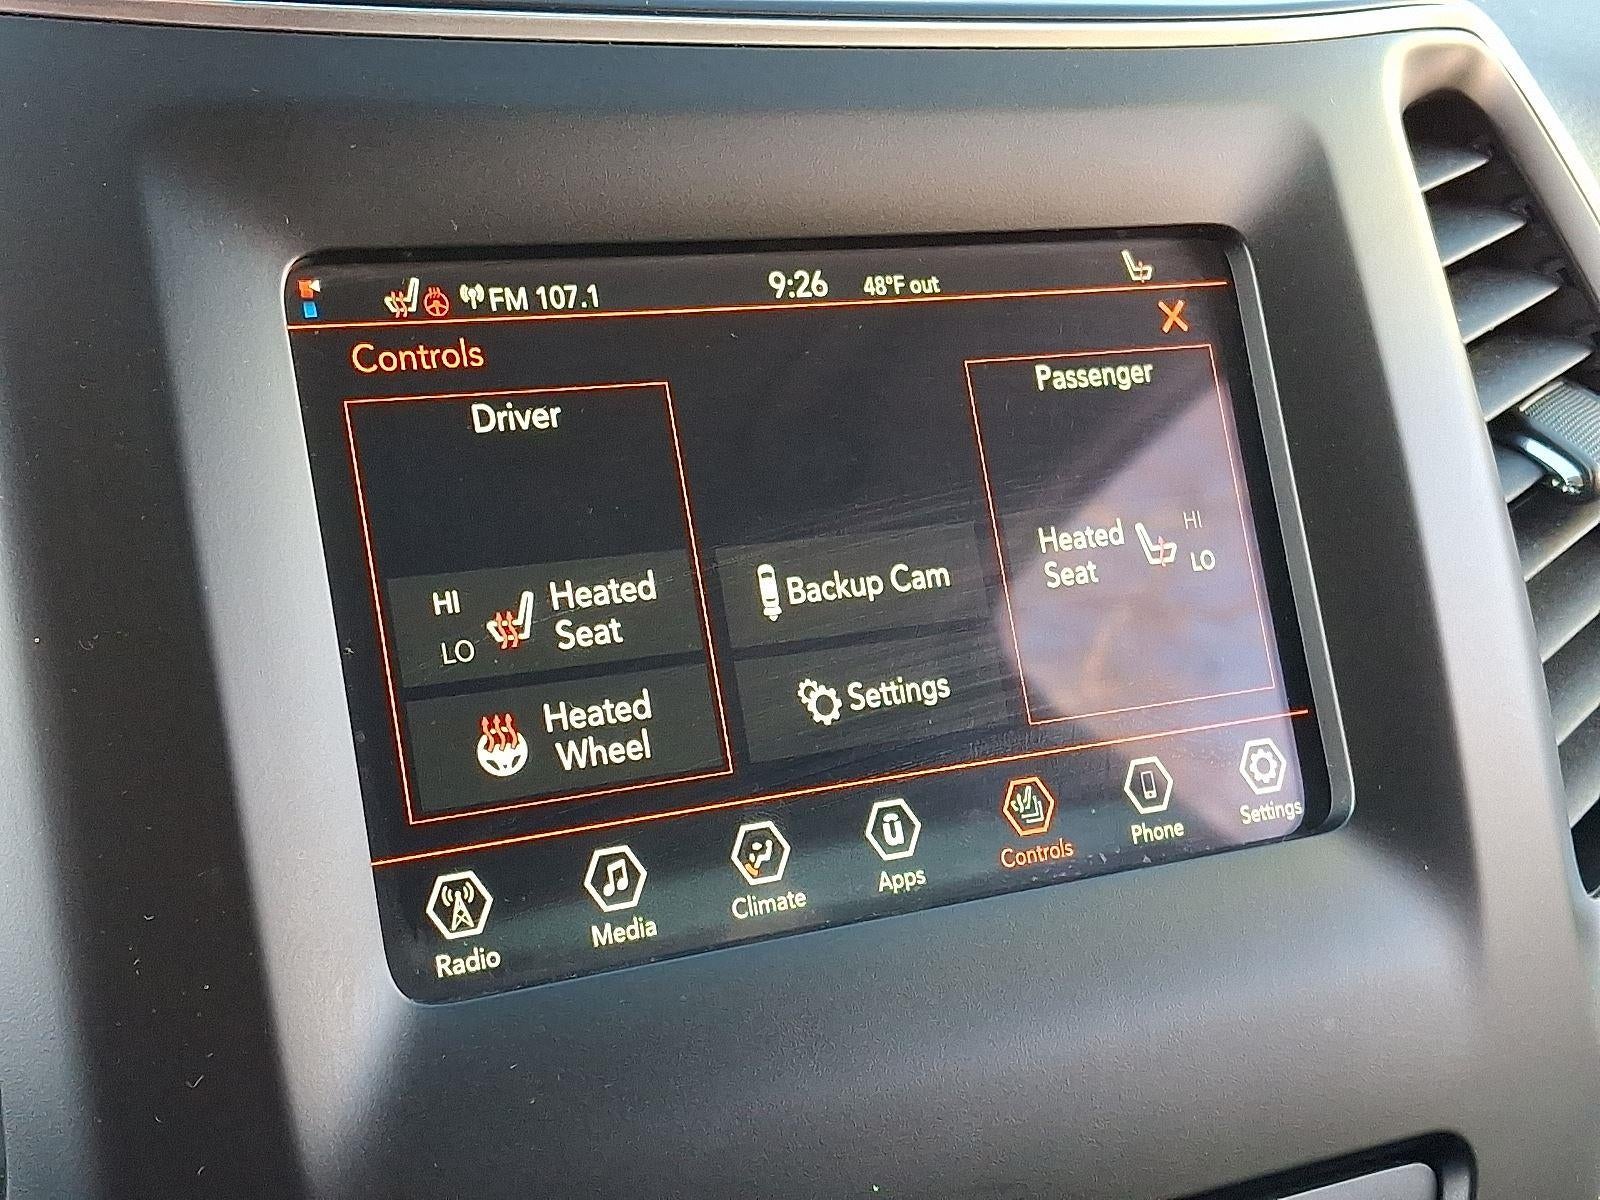 FM 107.1 9:26 48°F out
Controls X
Driver
HI
LO
Heated
Seat
Heated
Wheel
Backup Cam
Settings
Passenger
Heated
Seat
HI
LO
Radio Media Climate Apps Controls Phone Settings